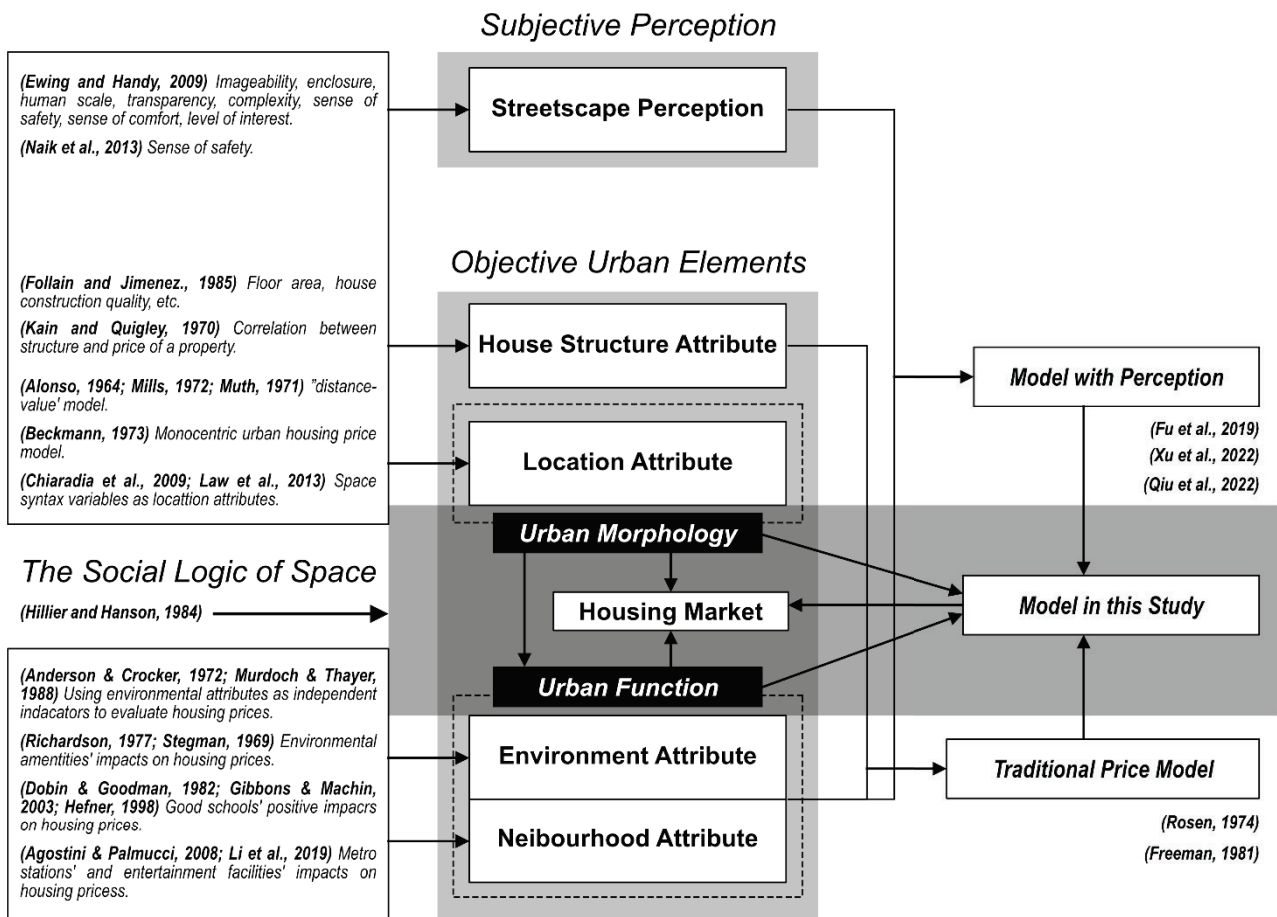 Subjective Perception
(Ewing and Handy, 2009) Imageability, enclosure,
human scale, transparency, complexity, sense of
safety, sense of comfort, level of interest.
(Naik et al., 2013) Sense of safety.
Streetscape Perception
Objective Urban Elements
(Follain and Jimenez., 1985) Floor area, house
construction quality, etc.
(Kain and Quigley, 1970) Correlation between
structure and price of a property.
(Alonso, 1964; Mills, 1972; Muth, 1971) "distance-
value' model.
(Beckmann, 1973) Monocentric urban housing price
model.
(Chiaradia et al., 2009; Law et al., 2013) Space
syntax variables as locattion attributes.
House Structure Attribute
Location Attribute
Model with Perception
(Fu et al., 2019)
(Xu et al., 2022)
(Qiu et al., 2022)
The Social Logic of Space
(Hillier and Hanson, 1984)
Urban Morphology
Housing Market
Urban Function
Model in this Study
(Anderson & Crocker, 1972; Murdoch & Thayer,
1988) Using environmental attributes as independent
indacators to evaluate housing prices.
(Richardson, 1977; Stegman, 1969) Environmental
amentities' impacts on housing prices.
(Dobin & Goodman, 1982; Gibbons & Machin,
2003; Hefner, 1998) Good schools' positive impacrs
on housing prices.
(Agostini & Palmucci, 2008; Li et al., 2019) Metro
stations' and entertainment facilities' impacts on
housing pricess.
Environment Attribute
Neibourhood Attribute
Traditional Price Model
(Rosen, 1974)
(Freeman, 1981)